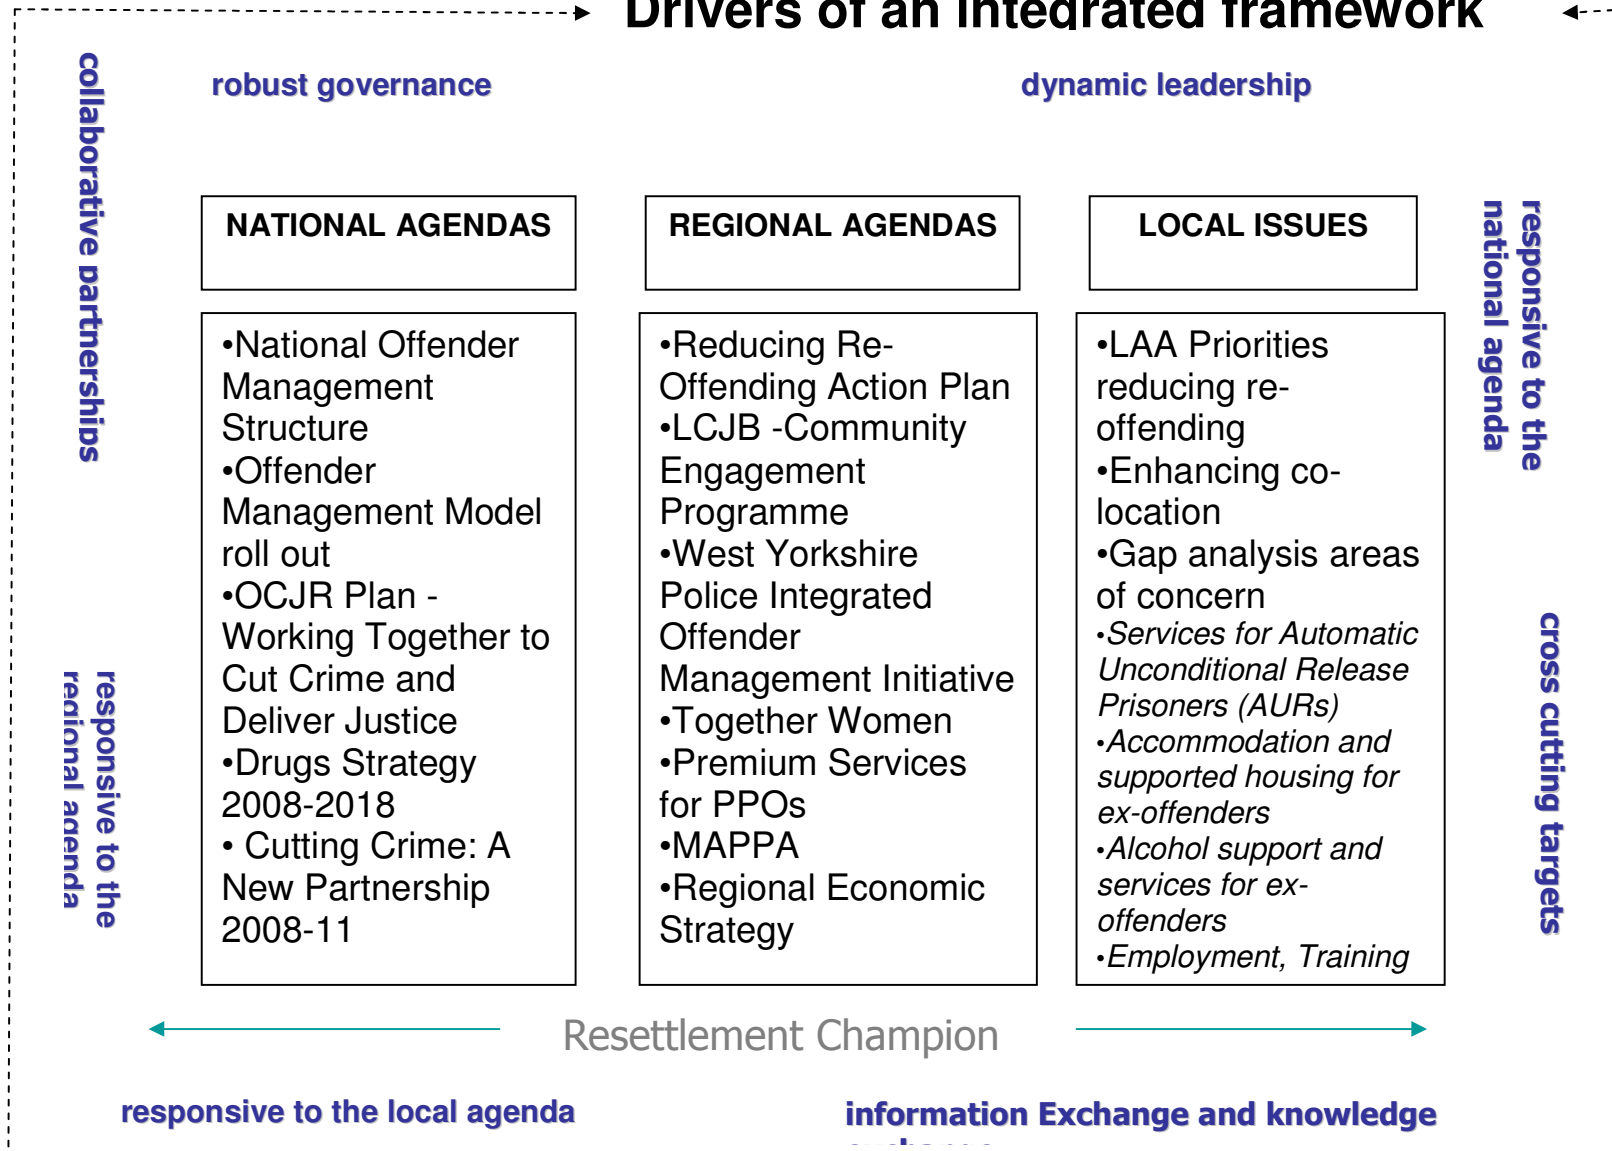 Drivers of an integrated framework
robust governance
dynamic leadership
collaborative partnerships
responsive to the
regional agenda
NATIONAL AGENDAS
•National Offender
Management
Structure
•Offender
Management Model
roll out
•OCJR Plan -
Working Together to
Cut Crime and
Deliver Justice
•Drugs Strategy
2008-2018
• Cutting Crime: A
New Partnership
2008-11
REGIONAL AGENDAS
•Reducing Re-
Offending Action Plan
•LCJB -Community
Engagement
Programme
•West Yorkshire
Police Integrated
Offender
Management Initiative
•Together Women
•Premium Services
for PPOs
•MAPPA
•Regional Economic
Strategy
LOCAL ISSUES
•LAA Priorities
reducing re-
offending
•Enhancing co-
location
•Gap analysis areas
of concern
•Services for Automatic
Unconditional Release
Prisoners (AURs)
•Accommodation and
supported housing for
ex-offenders
•Alcohol support and
services for ex-
offenders
•Employment, Training
responsive to the
national agenda
cross cutting targets
Resettlement Champion
responsive to the local agenda
information Exchange and knowledge